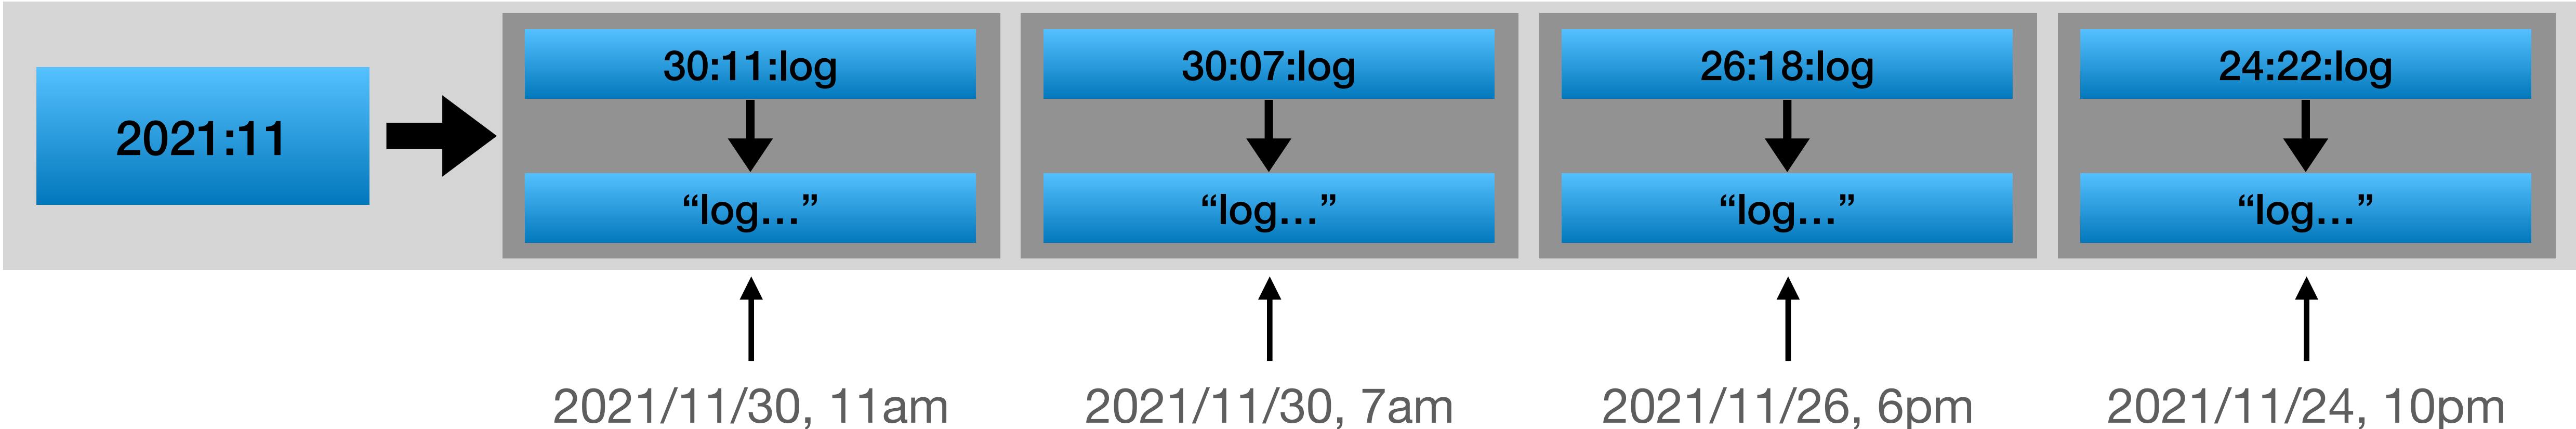 2021:11
30:11:log
30:07:log
26:18:log
24:22:log
“log...”
“log...”
“log...”
“log...”
2021/11/30, 11am
2021/11/30, 7am
2021/11/26, 6pm
2021/11/24, 10pm